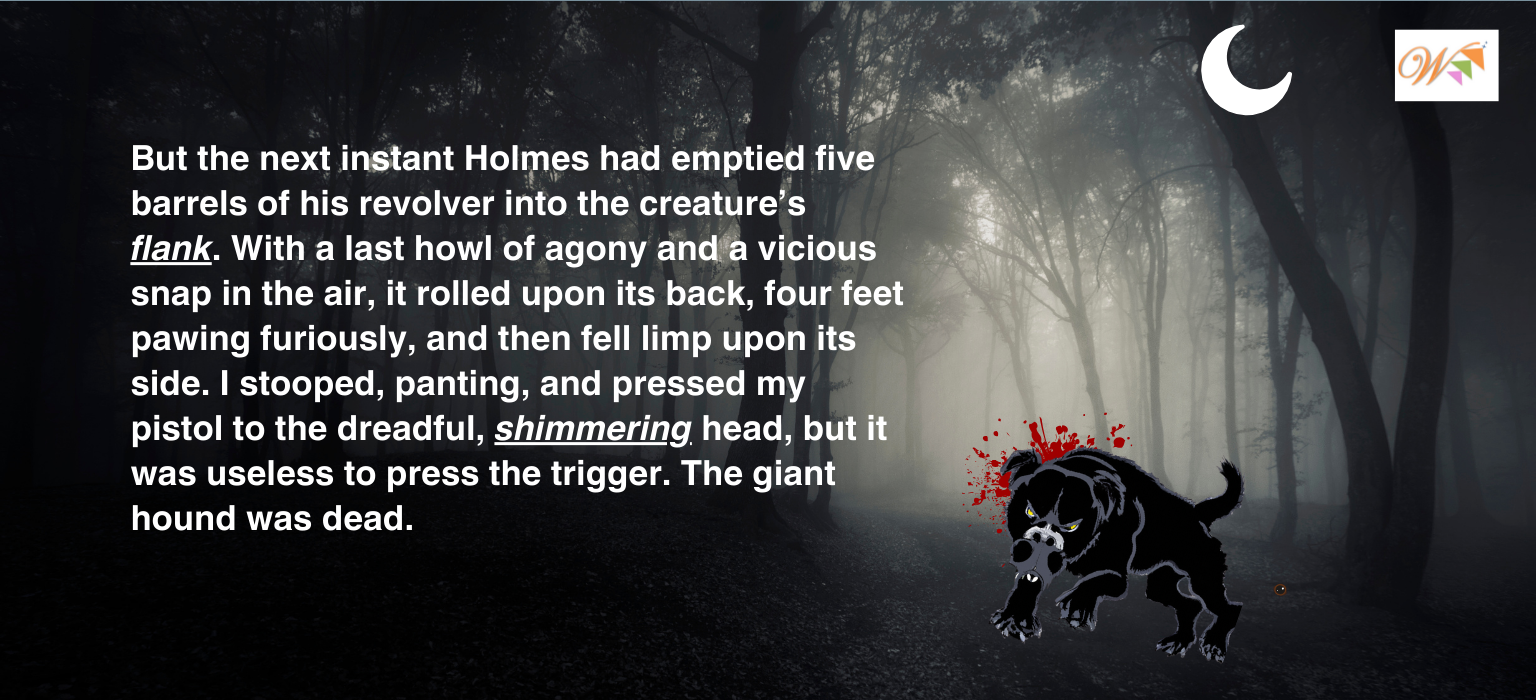 But the next instant Holmes had emptied five
barrels of his revolver into the creature’s
flank. With a last howl of agony and a vicious
snap in the air, it rolled upon its back, four feet
pawing furiously, and then fell limp upon its
side. I stooped, panting, and pressed my
pistol to the dreadful, shimmering head, but it
was useless to press the trigger. The giant
hound was dead.
W